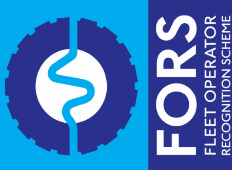 FORS
FLEET OPERATOR
RECOGNITION SCHEME